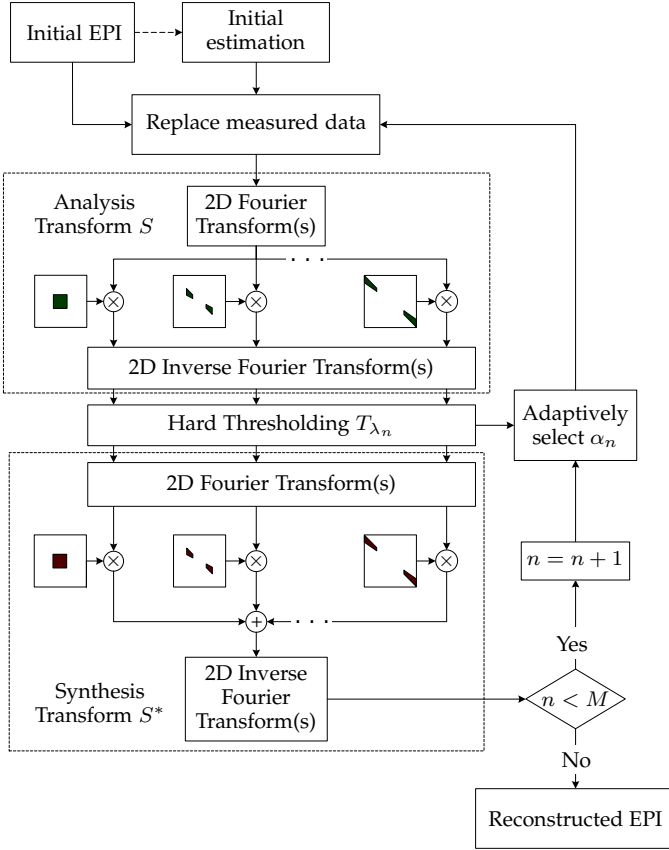 Initial EPI
Initial
estimation
Replace measured data
Analysis
Transform S
2D Fourier
Transform(s)
. . .
2D Inverse Fourier Transform(s)
Hard Thresholding T_{λ_n}
Adaptively
select α_n
2D Fourier Transform(s)
n = n + 1
. . .
Yes
2D Inverse
Fourier
Transform(s)
Synthesis
Transform S*
n < M
No
Reconstructed EPI